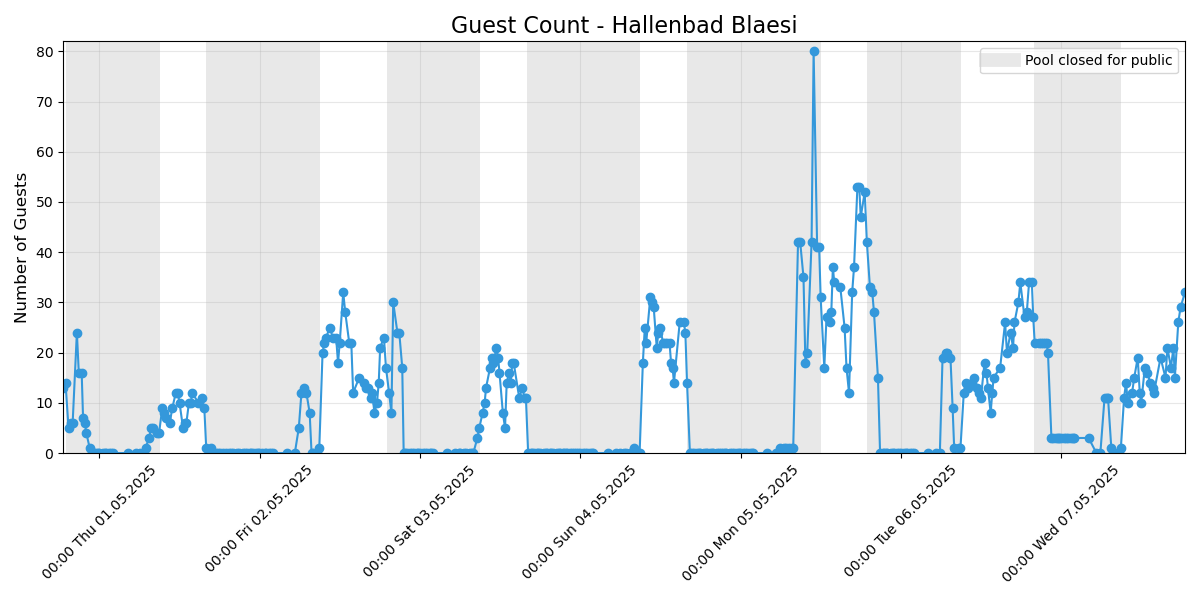 Guest Count - Hallenbad Blaesi
Pool closed for public
Number of Guests
80
70
60
50
40
30
20
10
0
00:00 Thu 01.05.2025
00:00 Fri 02.05.2025
00:00 Sat 03.05.2025
00:00 Sun 04.05.2025
00:00 Mon 05.05.2025
00:00 Tue 06.05.2025
00:00 Wed 07.05.2025